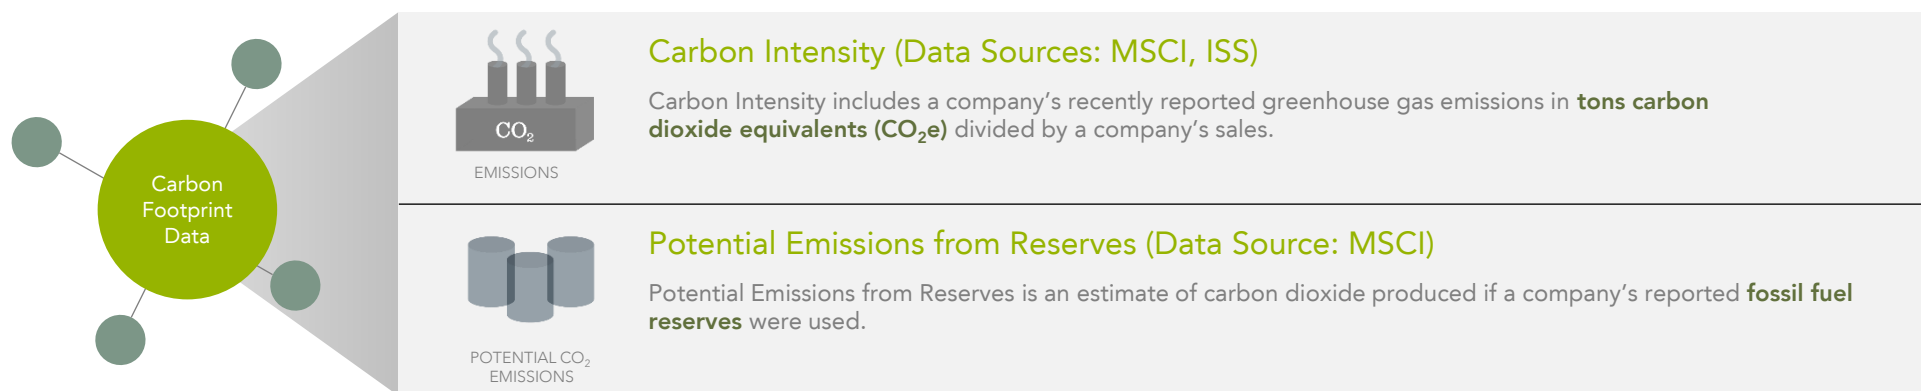 Carbon
Footprint
Data
CO₂
EMISSIONS
Carbon Intensity (Data Sources: MSCI, ISS)
Carbon Intensity includes a company’s recently reported greenhouse gas emissions in tons carbon
dioxide equivalents (CO₂e) divided by a company’s sales.
POTENTIAL CO₂
EMISSIONS
Potential Emissions from Reserves (Data Source: MSCI)
Potential Emissions from Reserves is an estimate of carbon dioxide produced if a company’s reported fossil fuel
reserves were used.